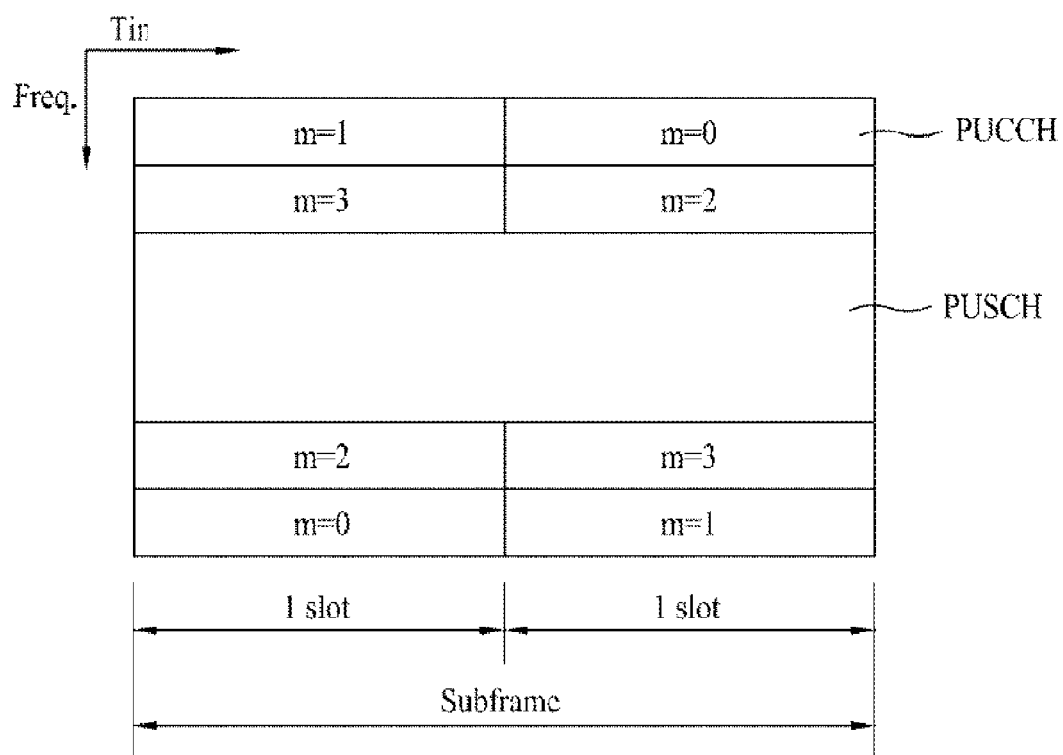 Tim
Freq.
m=1 m=0 PUCCH
m=3 m=2
PUSCH
m=2 m=3
m=0 m=1
1 slot 1 slot
Subframe